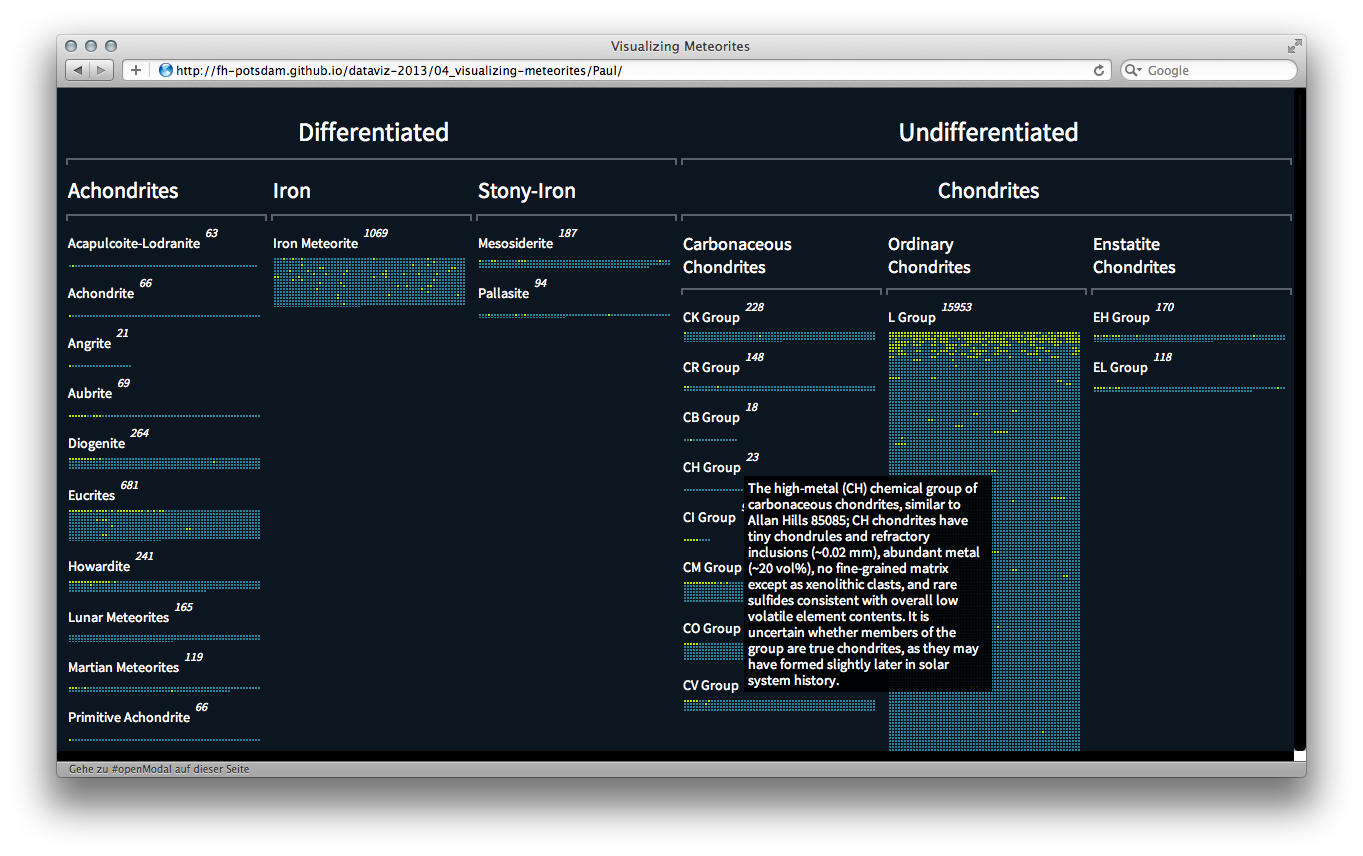 Visualizing Meteorites
http://fh-potsdam.github.io/dataviz-2013/04_visualizing-meteorites/Paul/
Google
Differentiated
Undifferentiated
Achondrites
Iron
Stony-Iron
Chondrites
Acapulcoite-Lodranite 63
Achondrite 66
Angrite 21
Aubrite 69
Diogenite 264
Eucrites 681
Howardite 241
Lunar Meteorites 165
Martian Meteorites 119
Primitive Achondrite 66
Iron Meteorite 1069
Mesosiderite 187
Pallasite 94
Carbonaceous
Chondrites
CK Group 228
CR Group 148
CB Group 18
CH Group 23
CI Group
CM Group
CO Group
CV Group
The high-metal (CH) chemical group of
carbonaceous chondrites, similar to
Allan Hills 85085; CH chondrites have
tiny chondrules and refractory
inclusions (~0.02 mm), abundant metal
(~20 vol%), no fine-grained matrix
except as xenolithic clasts, and rare
sulfides consistent with overall low
volatile element contents. It is
uncertain whether members of the
group are true chondrites, as they may
have formed slightly later in solar
system history.
Ordinary
Chondrites
L Group 15953
Enstatite
Chondrites
EH Group 170
EL Group 118
Gehe zu #openModal auf dieser Seite